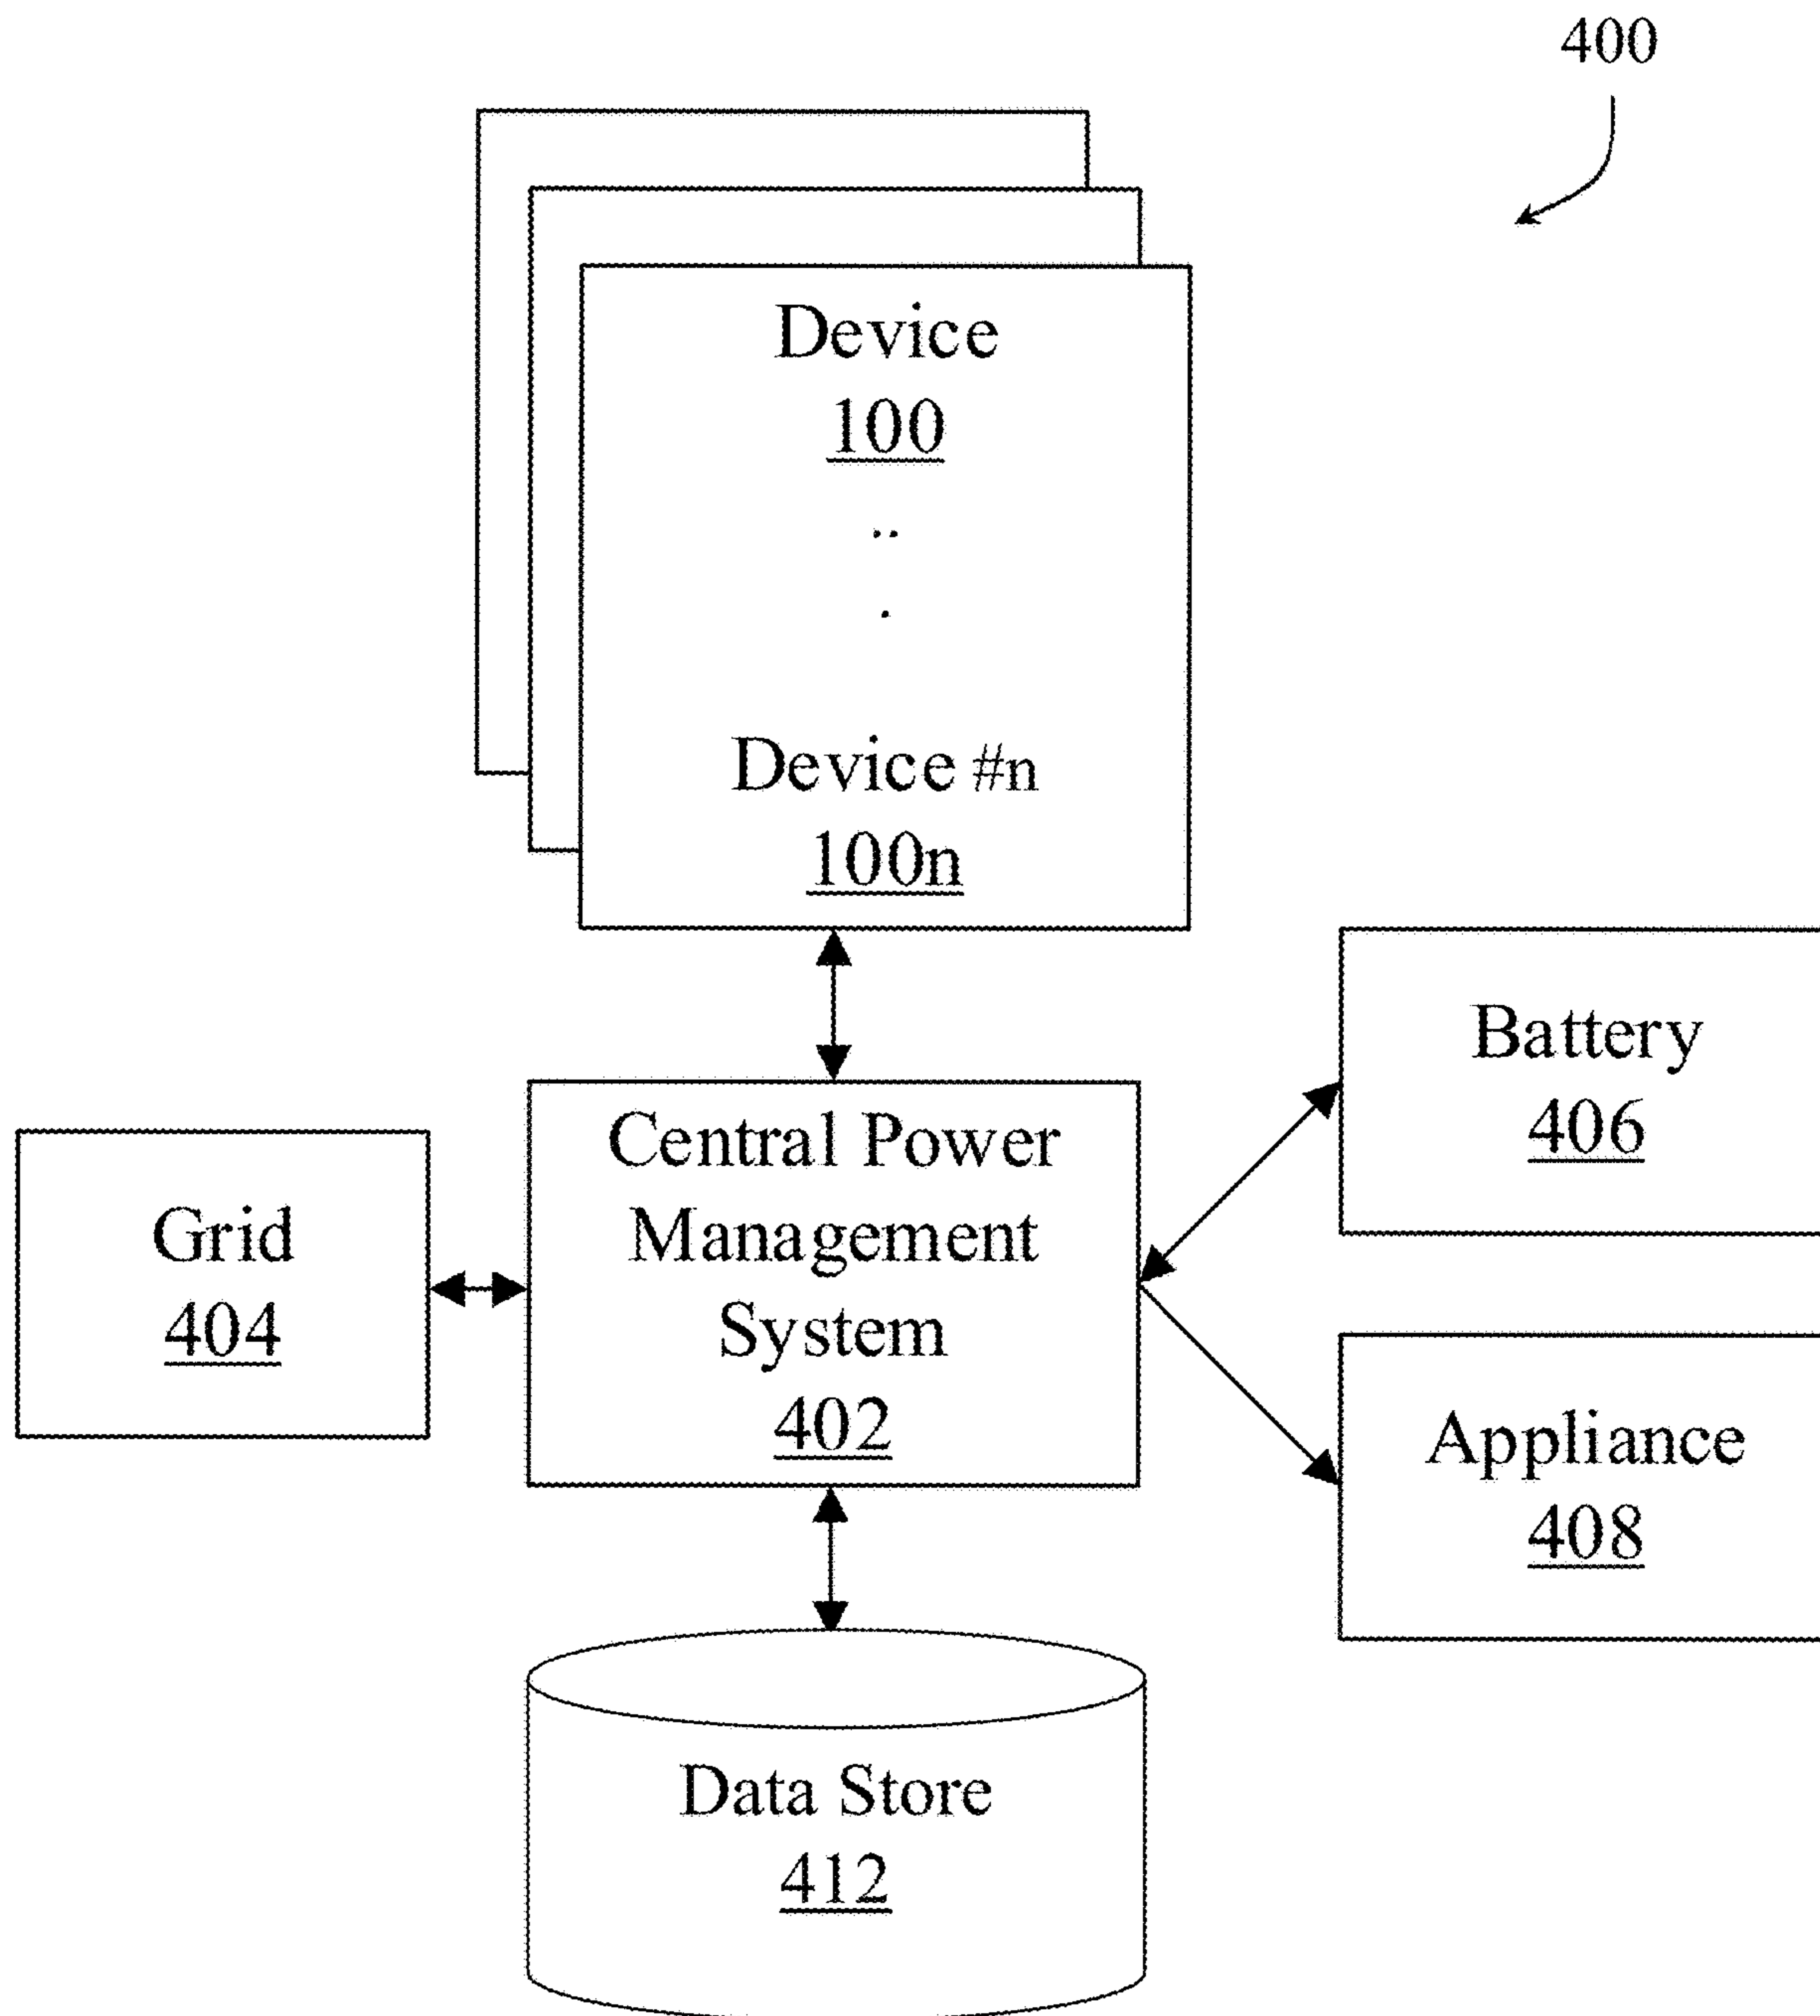 400
Device
100
..
.
Device #n
100n
Battery
406
Central Power
Management
System
402
Grid
404
Appliance
408
Data Store
412